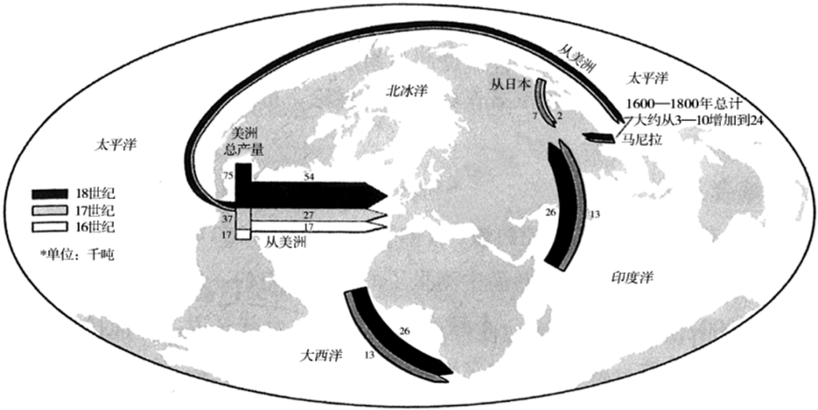 从美洲
太平洋
从日本
北冰洋
1600—1800年总计
大约从3—10增加到24
7
2
马尼拉
太平洋
美洲
总产量
75
54
18世纪
17世纪
16世纪
*单位：千吨
37
27
17
17
从美洲
26
13
印度洋
26
13
大西洋